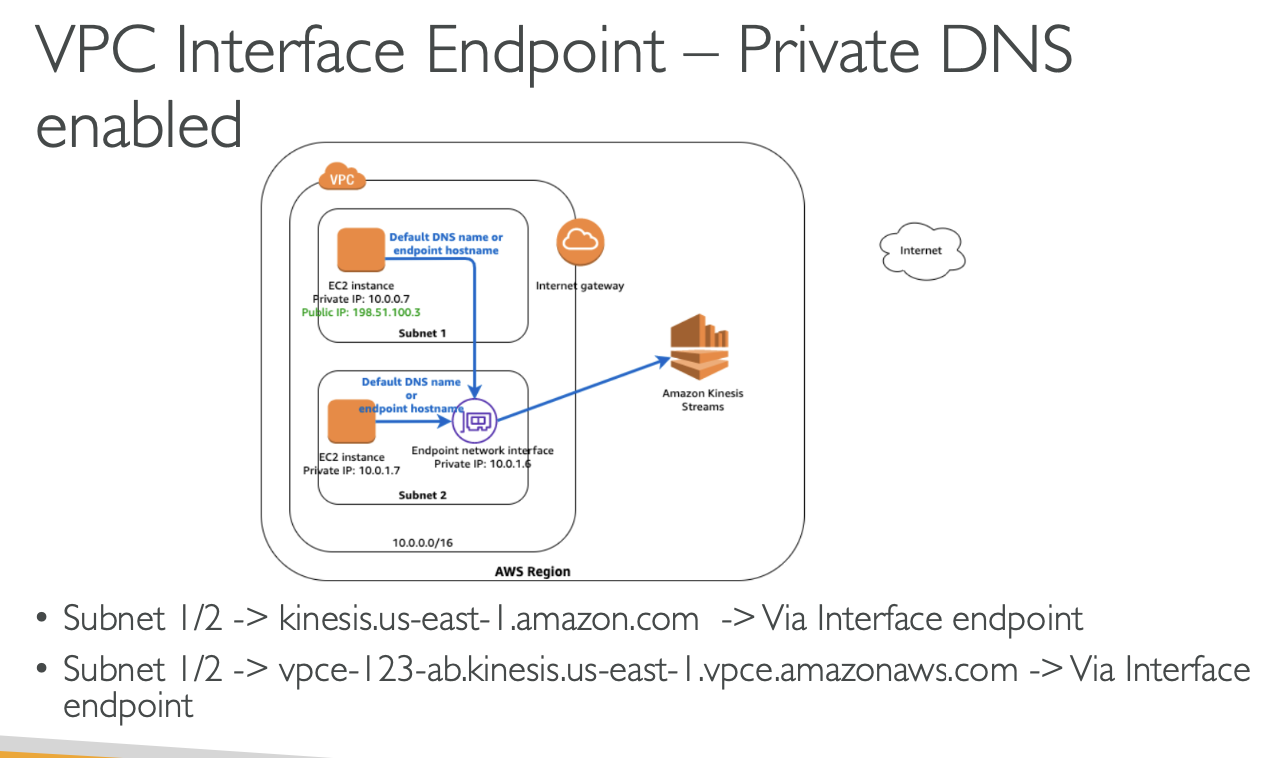 VPC Interface Endpoint – Private DNS
enabled
VPC
Default DNS name or
endpoint hostname
EC2 instance
Private IP: 10.0.0.7
Public IP: 198.51.100.3
Subnet 1
Internet gateway
Internet
Default DNS name
or
endpoint hostname
EC2 instance
Private IP: 10.0.1.7
Endpoint network interface
Private IP: 10.0.1.6
Subnet 2
Amazon Kinesis
Streams
10.0.0.0/16
AWS Region
• Subnet 1/2 -> kinesis.us-east-1.amazon.com -> Via Interface endpoint
• Subnet 1/2 -> vpce-123-ab.kinesis.us-east-1.vpce.amazonaws.com -> Via Interface
endpoint